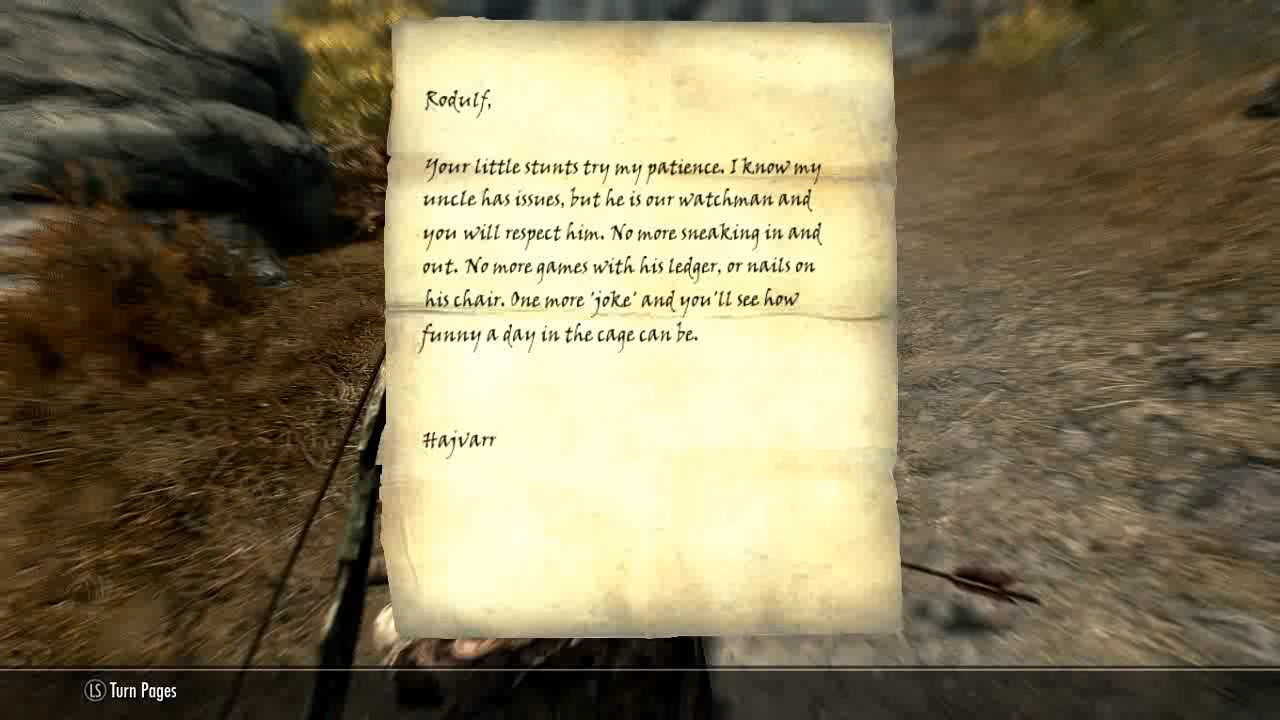 Rodulf,
Your little stunts try my patience. I know my
uncle has issues, but he is our watchman and
you will respect him. No more sneaking in and
out. No more games with his ledger, or nails on
his chair. One more 'joke' and you'll see how
funny a day in the cage can be.
Hajvarr
LS Turn Pages